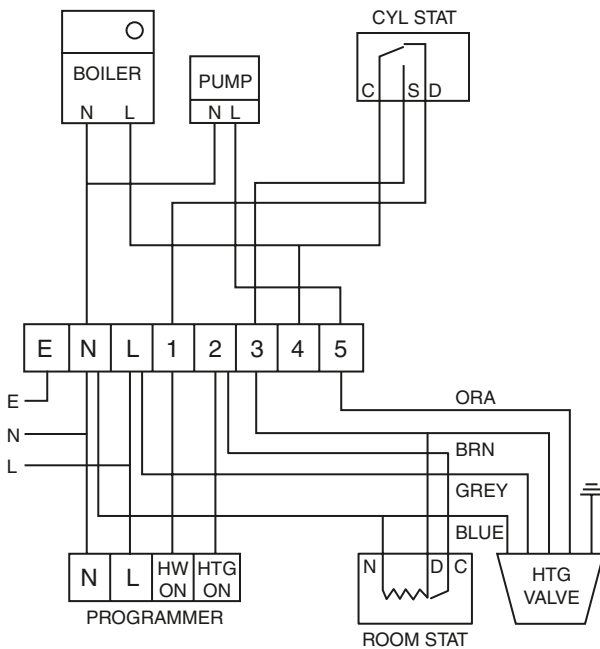 CYL STAT
BOILER
N L
PUMP
N L
C S D
E N L 1 2 3 4 5
E
N
L
ORA
BRN
GREY
BLUE
N L HW ON HTG ON
PROGRAMMER
N D C
ROOM STAT
HTG
VALVE